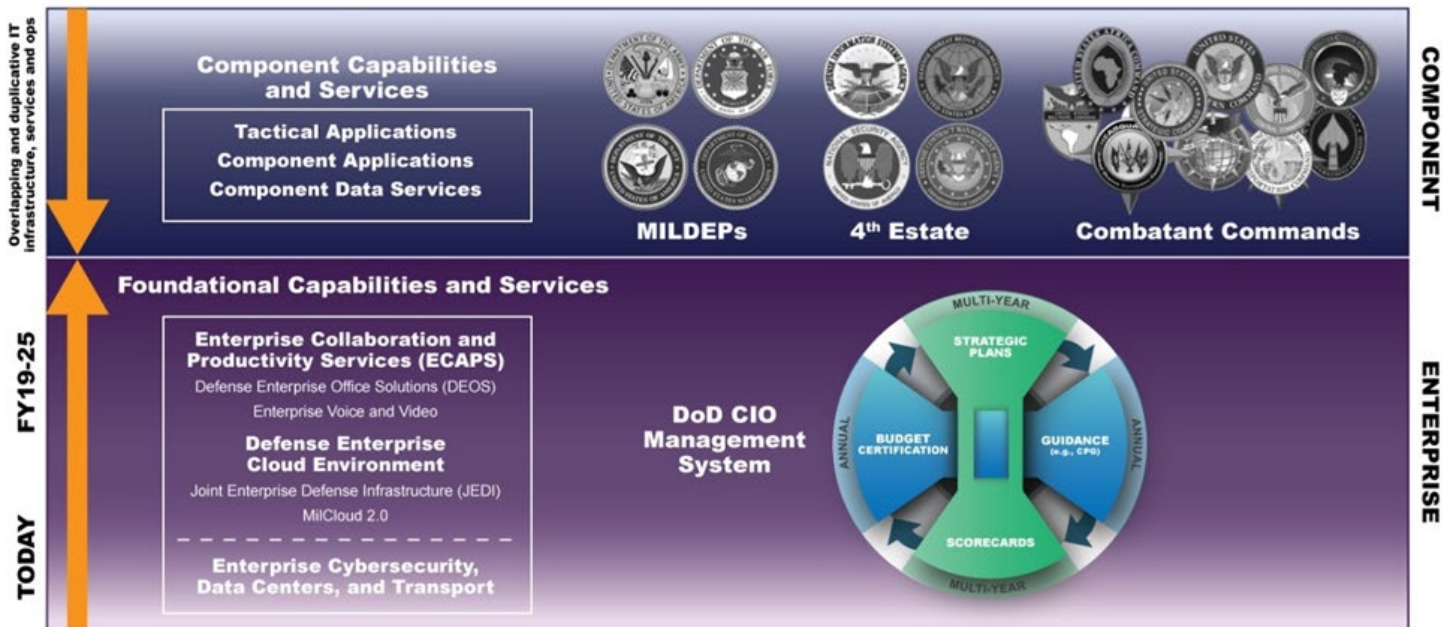 Overlapping and duplicative IT
infrastructure, services and ops
Component Capabilities
and Services
Tactical Applications
Component Applications
Component Data Services
MILDEPs
4th Estate
Combatant Commands
COMPONENT
FY19-25
TODAY
Foundational Capabilities and Services
Enterprise Collaboration and
Productivity Services (ECAPS)
Defense Enterprise Office Solutions (DEOS)
Enterprise Voice and Video
Defense Enterprise
Cloud Environment
Joint Enterprise Defense Infrastructure (JEDI)
MilCloud 2.0
Enterprise Cybersecurity,
Data Centers, and Transport
DoD CIO
Management
System
MULTI-YEAR
STRATEGIC
PLANS
ANNUAL
BUDGET
CERTIFICATION
GUIDANCE
(e.g., CPG)
ANNUAL
SCORECARDS
MULTI-YEAR
ENTERPRISE